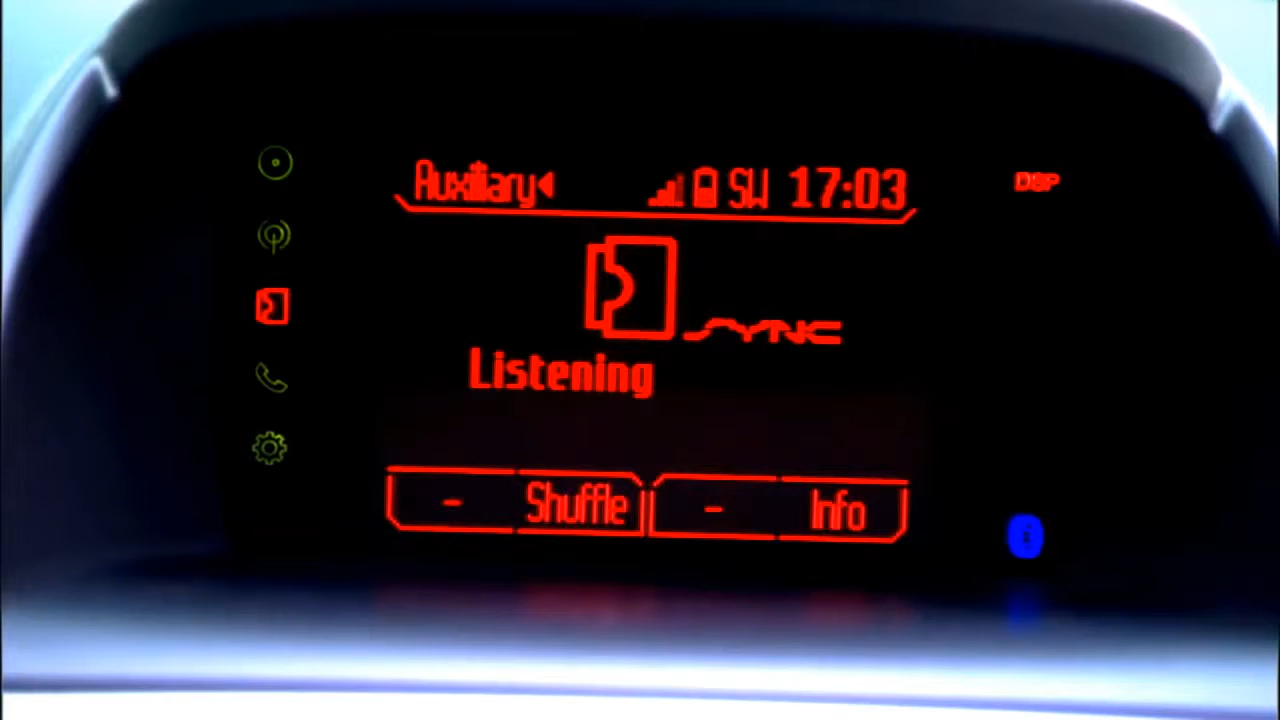 Auxiliary SW 17:03
DSP
SYNC
Listening
- Shuffle - Info
i